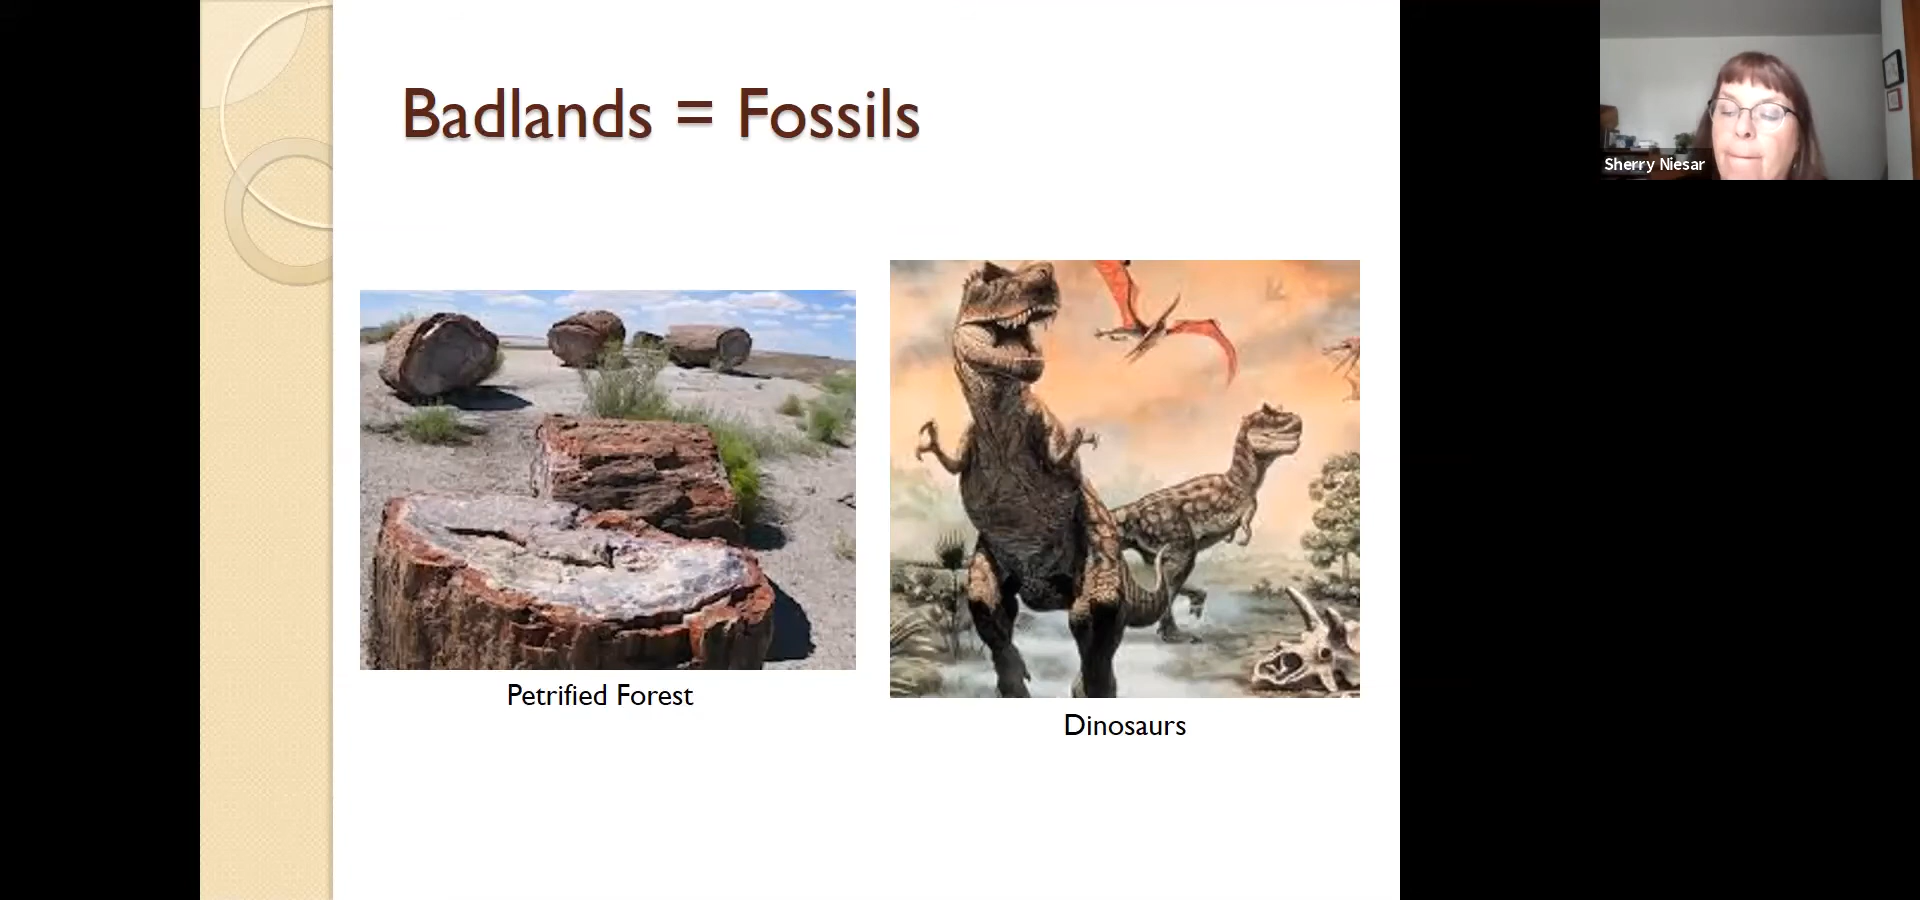 Badlands = Fossils
Sherry Niesar
Petrified Forest
Dinosaurs